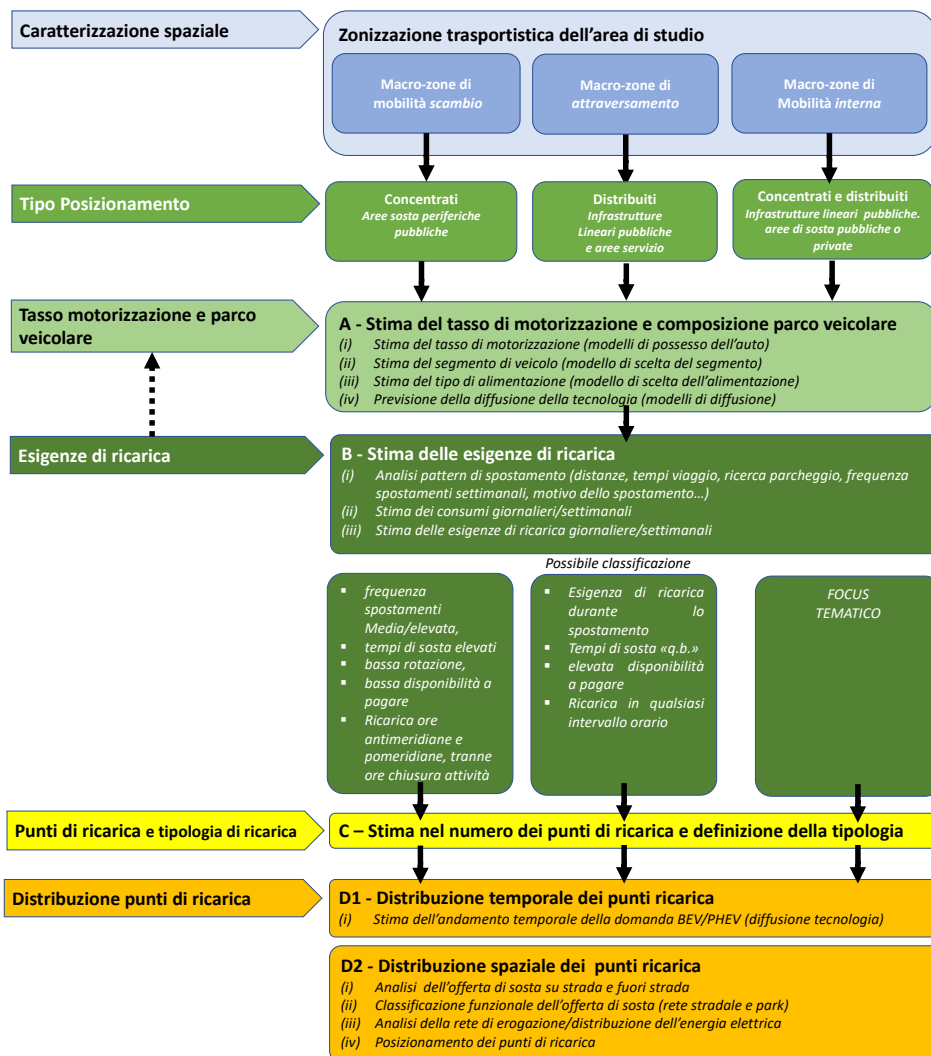 Caratterizzazione spaziale
Zonizzazione trasportistica dell'area di studio
Macro-zone di
mobilità scambio
Macro-zone di
attraversamento
Macro-zone di
Mobilità interna
Tipo Posizionamento
Concentrati
Aree sosta periferiche
pubbliche
Distribuiti
Infrastrutture
Lineari pubbliche
e aree servizio
Concentrati e distribuiti
Infrastrutture lineari pubbliche.
aree di sosta pubbliche o
private
Tasso motorizzazione e parco
veicolare
A - Stima del tasso di motorizzazione e composizione parco veicolare
(i) Stima del tasso di motorizzazione (modelli di possesso dell'auto)
(ii) Stima del segmento di veicolo (modello di scelta del segmento)
(iii) Stima del tipo di alimentazione (modello di scelta dell'alimentazione)
(iv) Previsione della diffusione della tecnologia (modelli di diffusione)
Esigenze di ricarica
B - Stima delle esigenze di ricarica
(i) Analisi pattern di spostamento (distanze, tempi viaggio, ricerca parcheggio, frequenza
spostamenti settimanali, motivo dello spostamento…)
(ii) Stima dei consumi giornalieri/settimanali
(iii) Stima delle esigenze di ricarica giornaliere/settimanali
Possibile classificazione
▪ frequenza
spostamenti
Media/elevata,
▪ tempi di sosta elevati
▪ bassa rotazione,
▪ bassa disponibilità a
pagare
▪ Ricarica ore
antimeridiane e
pomeridiane, tranne
ore chiusura attività
▪ Esigenza di ricarica
durante lo
spostamento
▪ Tempi di sosta «q.b.»
▪ elevata disponibilità
a pagare
▪ Ricarica in qualsiasi
intervallo orario
FOCUS
TEMATICO
Punti di ricarica e tipologia di ricarica
C – Stima nel numero dei punti di ricarica e definizione della tipologia
Distribuzione punti di ricarica
D1 - Distribuzione temporale dei punti ricarica
(i) Stima dell'andamento temporale della domanda BEV/PHEV (diffusione tecnologia)
D2 - Distribuzione spaziale dei punti ricarica
(i) Analisi dell'offerta di sosta su strada e fuori strada
(ii) Classificazione funzionale dell'offerta di sosta (rete stradale e park)
(iii) Analisi della rete di erogazione/distribuzione dell'energia elettrica
(iv) Posizionamento dei punti di ricarica